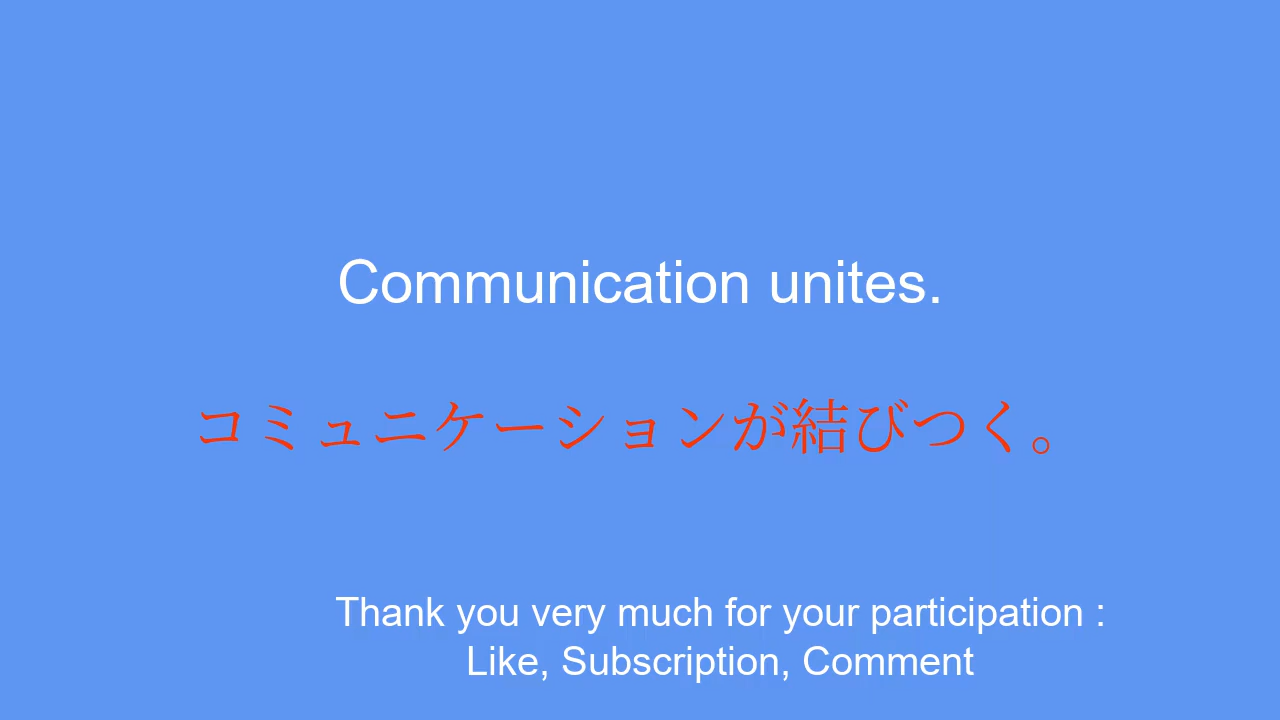 Communication unites.
コミュニケーションが結びつく。
Thank you very much for your participation :
Like, Subscription, Comment